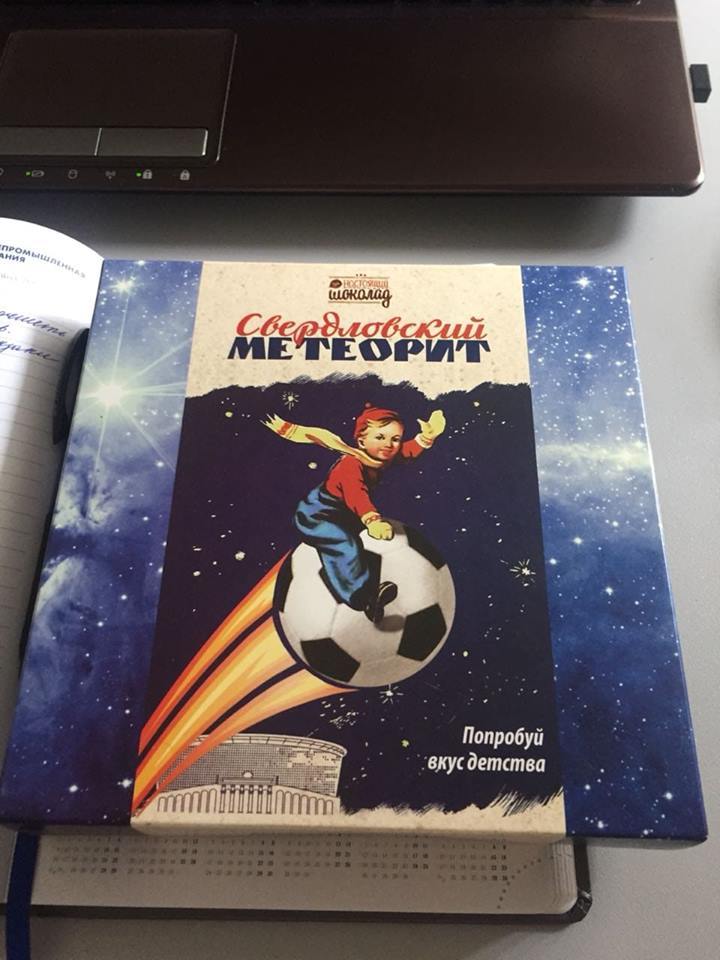 настоящий
шоколад
Свердловский
МЕТЕОРИТ
Попробуй
вкус детства